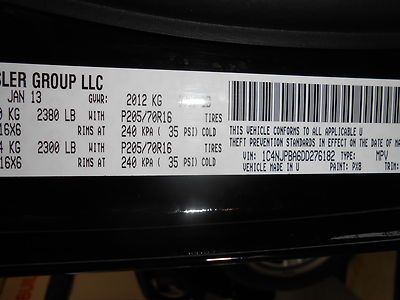 SLER GROUP LLC
JAN 13 GVWR: 2012 KG LB
KG 2380 LB WITH P205/70R16 TIRES
16X6 RIMS AT 240 KPA ( 35 PSI) COLD
KG 2300 LB WITH P205/70R16 TIRES
16X6 RIMS AT 240 KPA ( 35 PSI) COLD
THIS VEHICLE CONFORMS TO ALL APPLICABLE U
THEFT PREVENTION STANDARDS IN EFFECT ON
VIN: 1C4NJPBA6DD276182 TYPE: MPV
VEHICLE MADE IN U PAINT: PXB